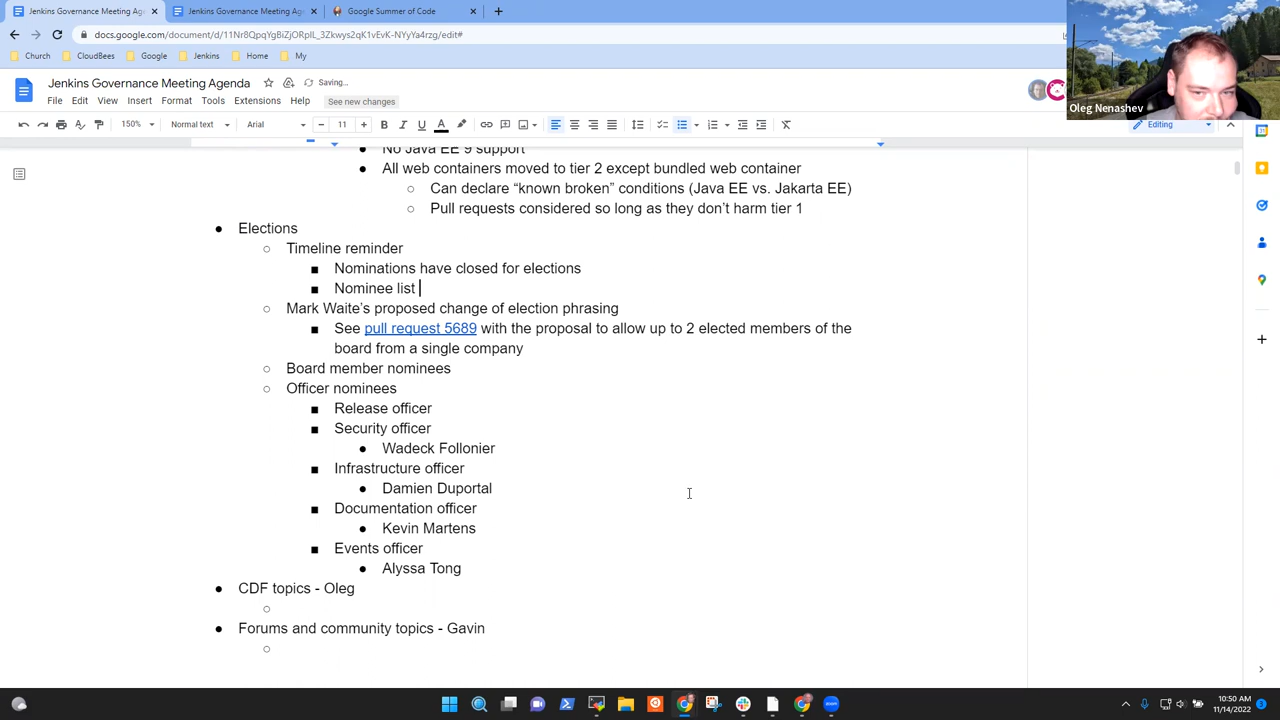 Jenkins Governance Meeting Age
Jenkins Governance Meeting Age
Google Summer of Code
docs.google.com/document/d/11Nr8QpqYgBiZjORpIL_3Zkwys2qK1vEvK-NYyYa4rzg/edit#
Church
CloudBees
Google
Jenkins
Home
My
Jenkins Governance Meeting Agenda
Saving...
File Edit View Insert Format Tools Extensions Help
See new changes
Oleg Nenashev
150%
Normal text
Arial
11
Editing
No Java EE 9 support
All web containers moved to tier 2 except bundled web container
Can declare “known broken” conditions (Java EE vs. Jakarta EE)
Pull requests considered so long as they don’t harm tier 1
Elections
Timeline reminder
Nominations have closed for elections
Nominee list
Mark Waite’s proposed change of election phrasing
See pull request 5689 with the proposal to allow up to 2 elected members of the
board from a single company
Board member nominees
Officer nominees
Release officer
Security officer
Wadeck Follonier
Infrastructure officer
Damien Duportal
Documentation officer
Kevin Martens
Events officer
Alyssa Tong
CDF topics - Oleg
Forums and community topics - Gavin
10:50 AM
11/14/2022